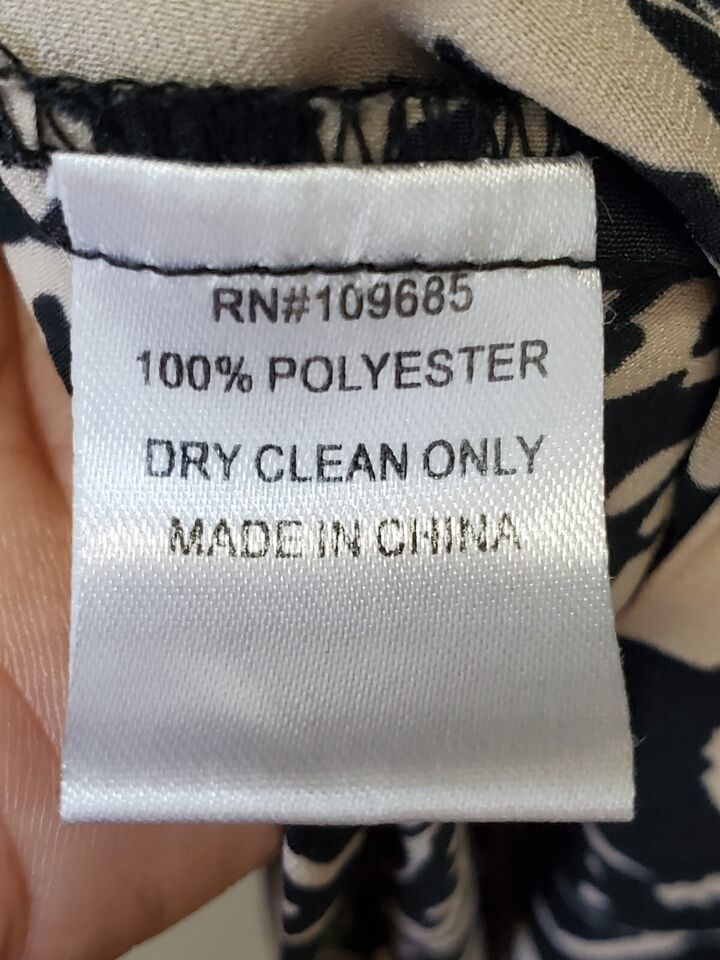 RN#109685
100% POLYESTER
DRY CLEAN ONLY
MADE IN CHINA